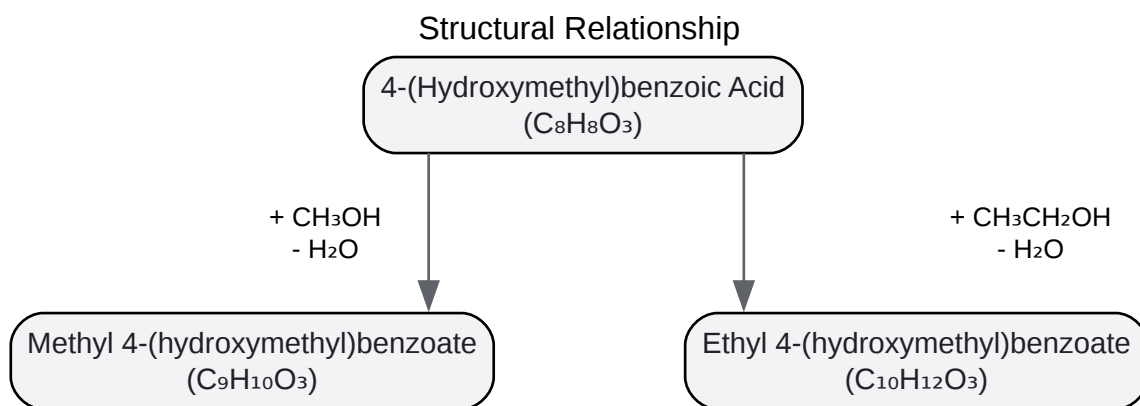 Structural Relationship
4-(Hydroxymethyl)benzoic Acid
(C₈H₈O₃)
+ CH₃OH
- H₂O
+ CH₃CH₂OH
- H₂O
Methyl 4-(hydroxymethyl)benzoate
(C₉H₁₀O₃)
Ethyl 4-(hydroxymethyl)benzoate
(C₁₀H₁₂O₃)